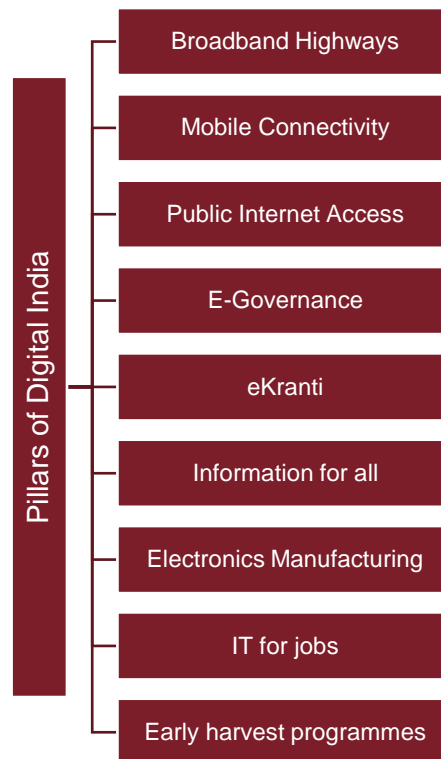 Pillars of Digital India
Broadband Highways
Mobile Connectivity
Public Internet Access
E-Governance
eKranti
Information for all
Electronics Manufacturing
IT for jobs
Early harvest programmes